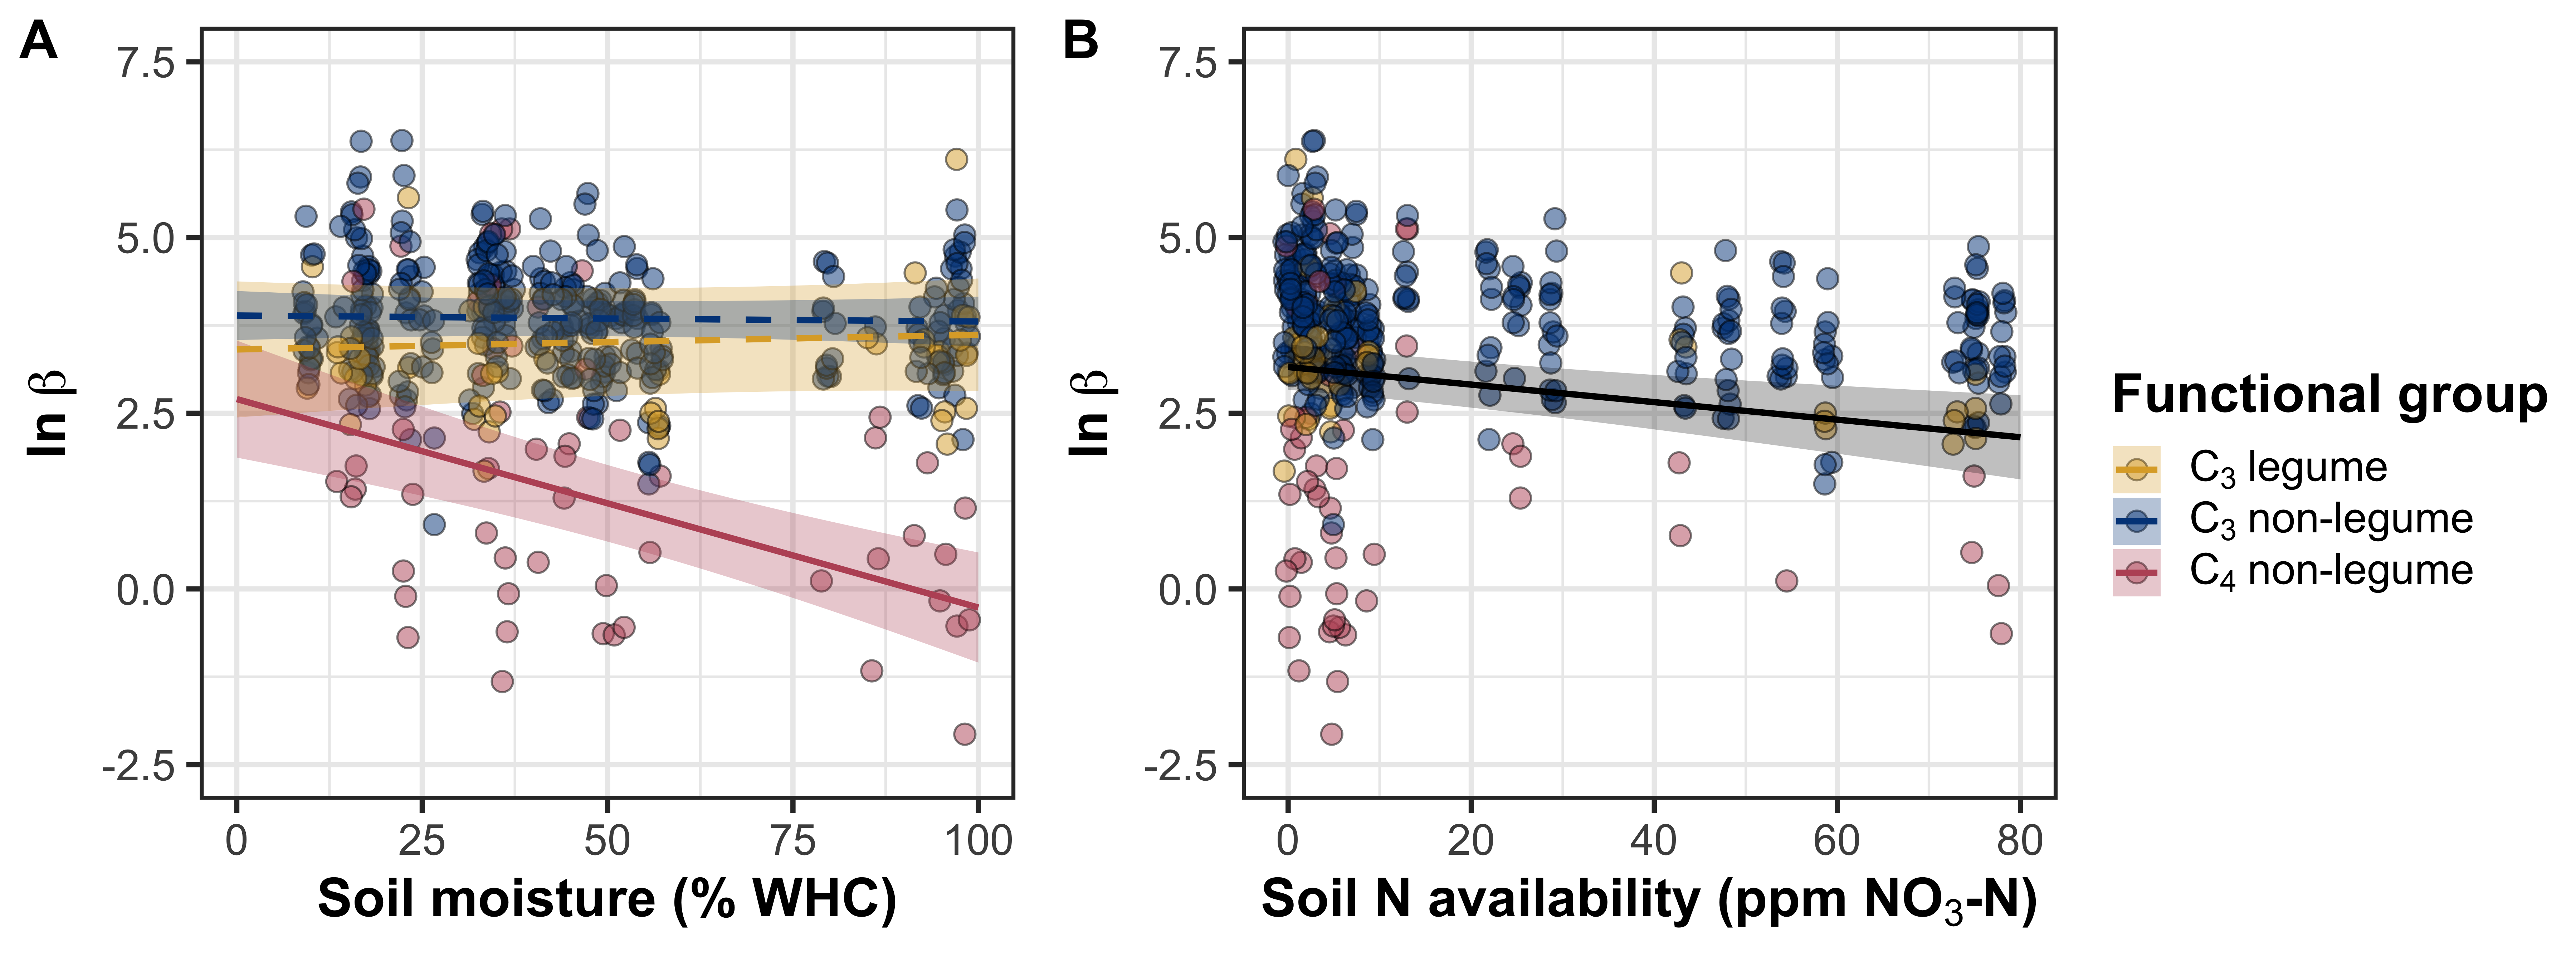 A
7.5
5.0
2.5
0.0
-2.5
ln β
0 25 50 75 100
Soil moisture (% WHC)
B
7.5
5.0
2.5
0.0
-2.5
ln β
0 20 40 60 80
Soil N availability (ppm NO₃-N)
Functional group
C₃ legume
C₃ non-legume
C₄ non-legume